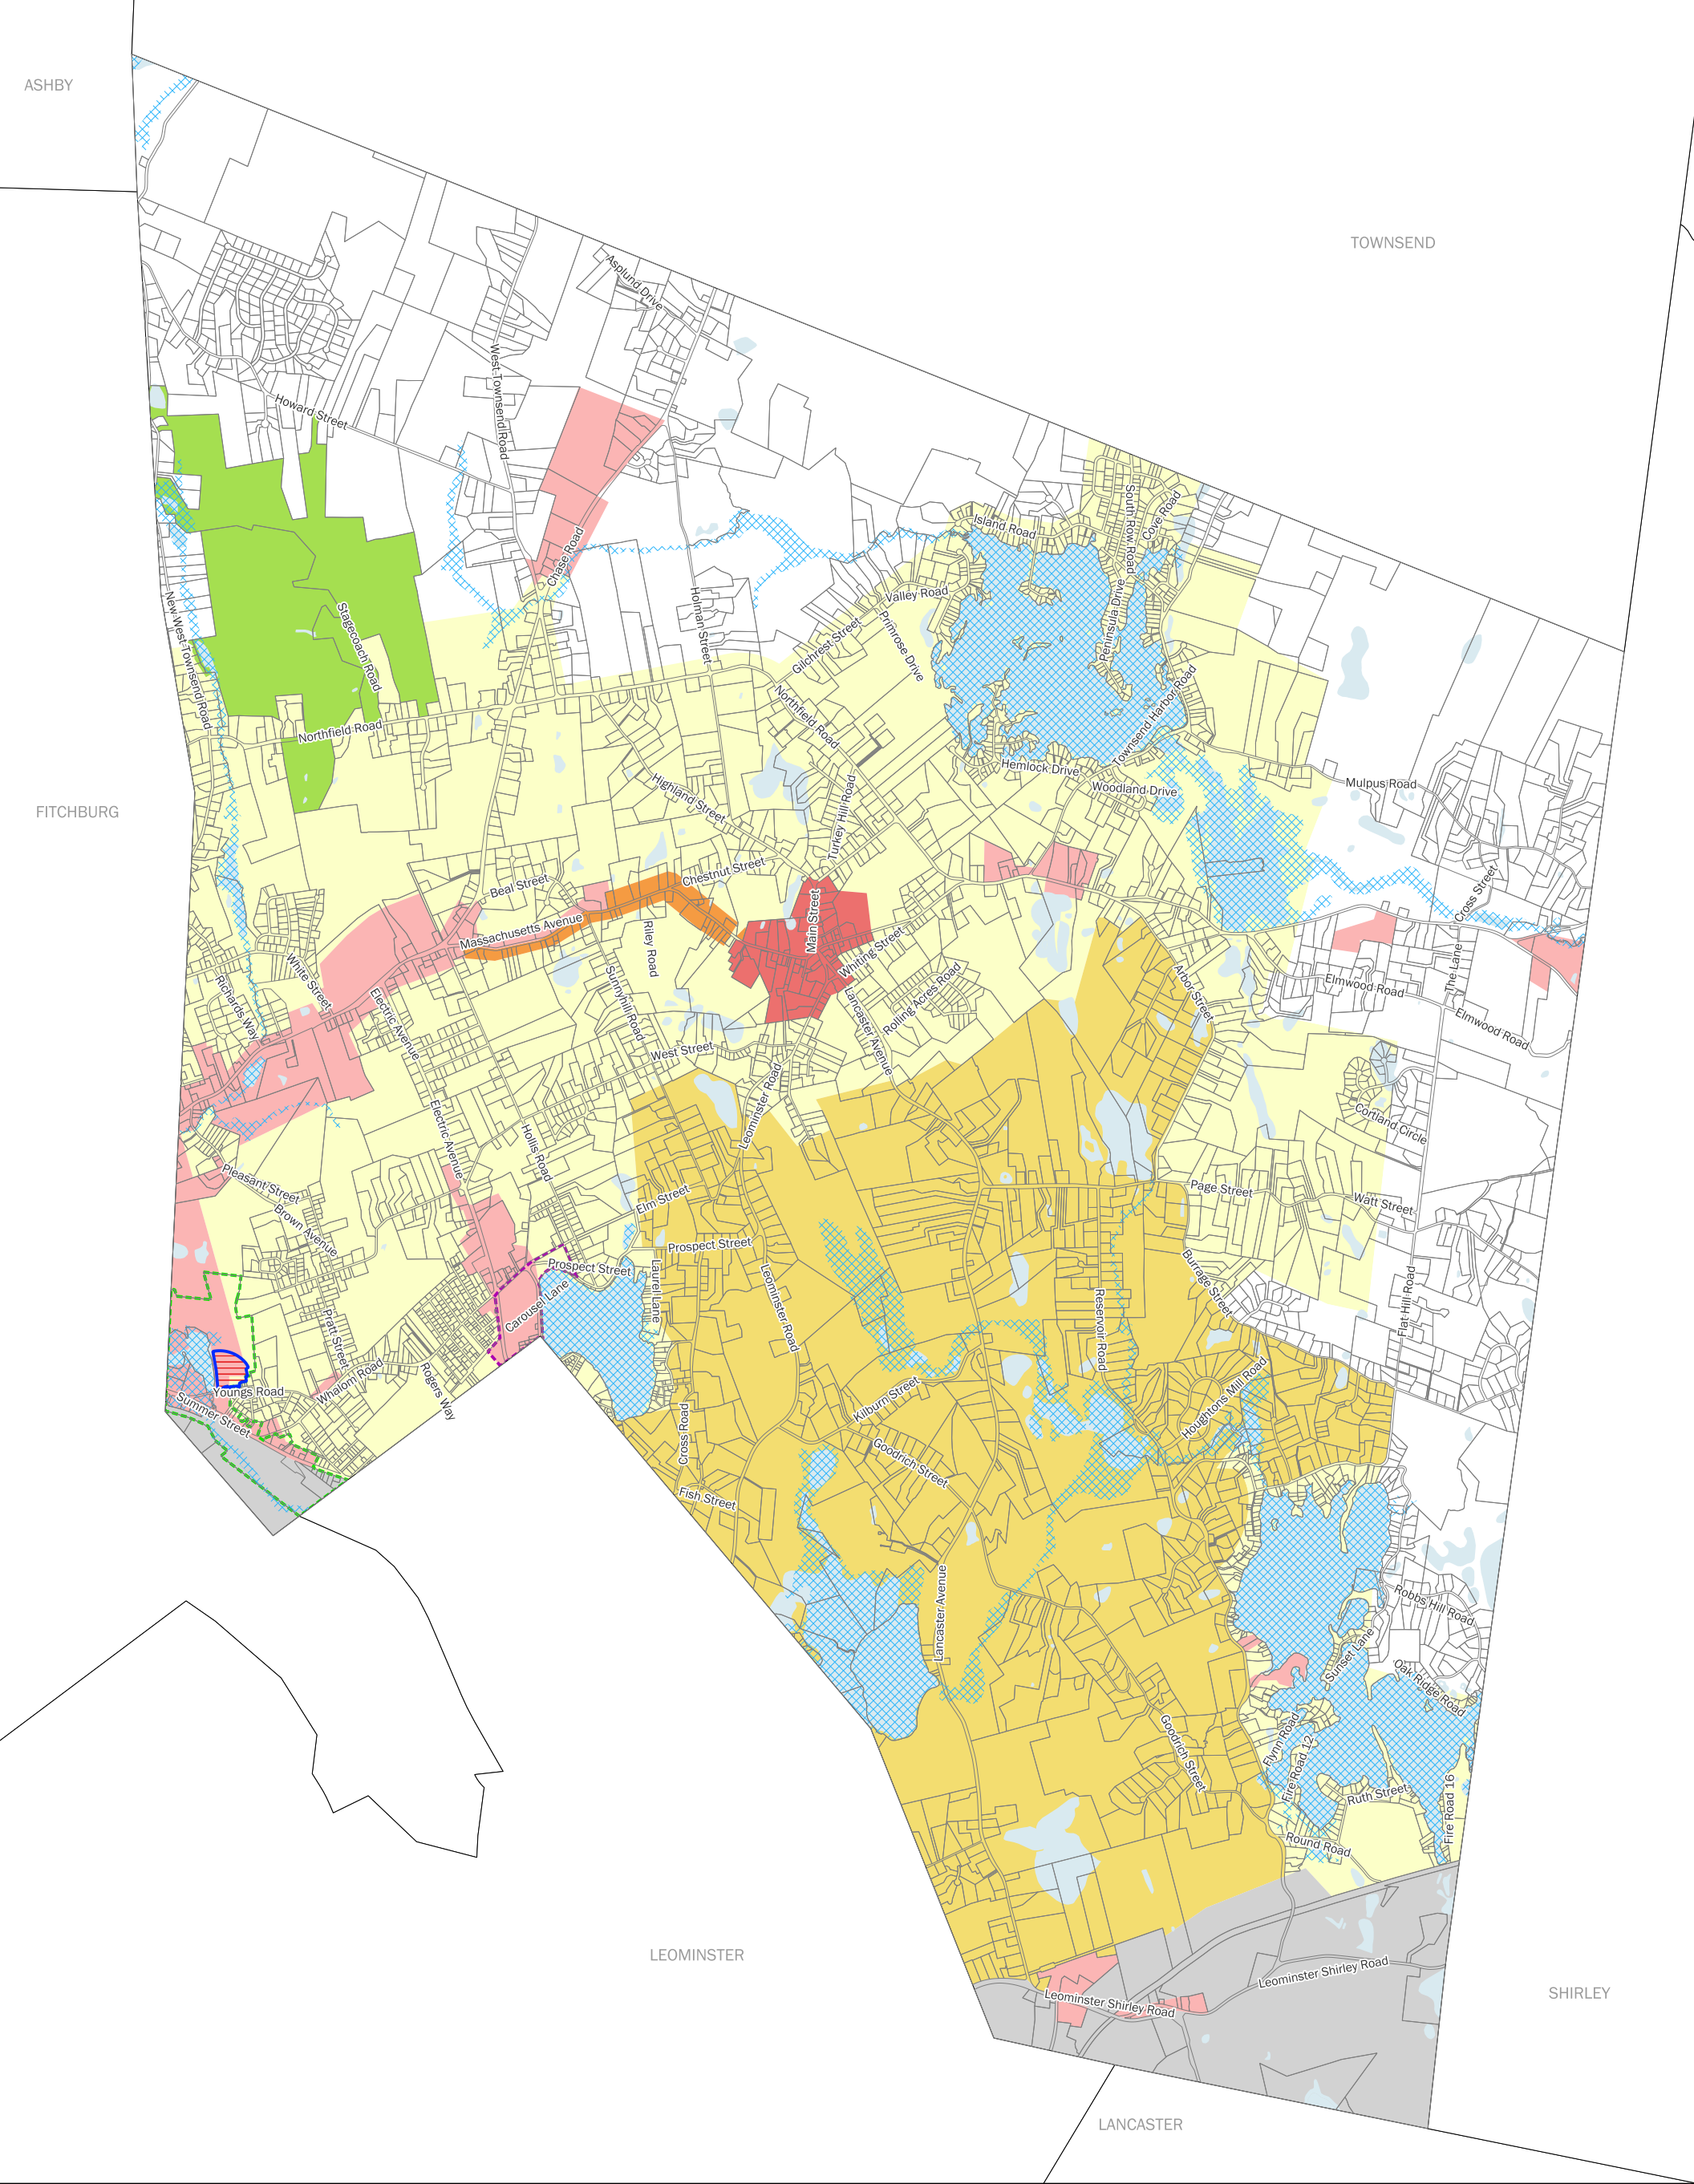 ASHBY
TOWNSEND
Asplund Drive
West Townsend Road
Howard Street
South Row Road
Cove Road
Island Road
Chase Road
Valley Road
Peninsula Drive
New West Townsend Road
Stagecoach Road
Holman Street
Gilchrest Street
Primrose Drive
Northfield Road
Northfield Road
Townsend Harbor Road
Hemlock Drive
Woodland Drive
Mulpus Road
FITCHBURG
Highland Street
Turkey Hill Road
Chestnut Street
Beal Street
Cross Street
Main Street
Massachusetts Avenue
Riley Road
Whiting Street
The Lane
White Street
Richards Way
Electric Avenue
Sunnyhill Road
Rolling Acres Road
Lancaster Avenue
Arbor Street
Elmwood Road
Elmwood Road
West Street
Leominster Road
Electric Avenue
Hollis Road
Cortland Circle
Pleasant Street
Elm Street
Page Street
Watt Street
Brown Avenue
Prospect Street
Prospect Street
Carousel Lane
Laurel Lane
Leominster Road
Burrage Street
Reservoir Road
Flat Hill Road
Pratt Street
Whalom Road
Rogers Way
Youngs Road
Summer Street
Kilburn Street
Houghtons Mill Road
Cross Road
Goodrich Street
Fish Street
Lancaster Avenue
Robbs Hill Road
Sunset Lane
Oak Ridge Road
Goodrich Street
Flynn Road
Fire Road 12
Ruth Street
Fire Road 16
Round Road
LEOMINSTER
Leominster Shirley Road
Leominster Shirley Road
SHIRLEY
LANCASTER